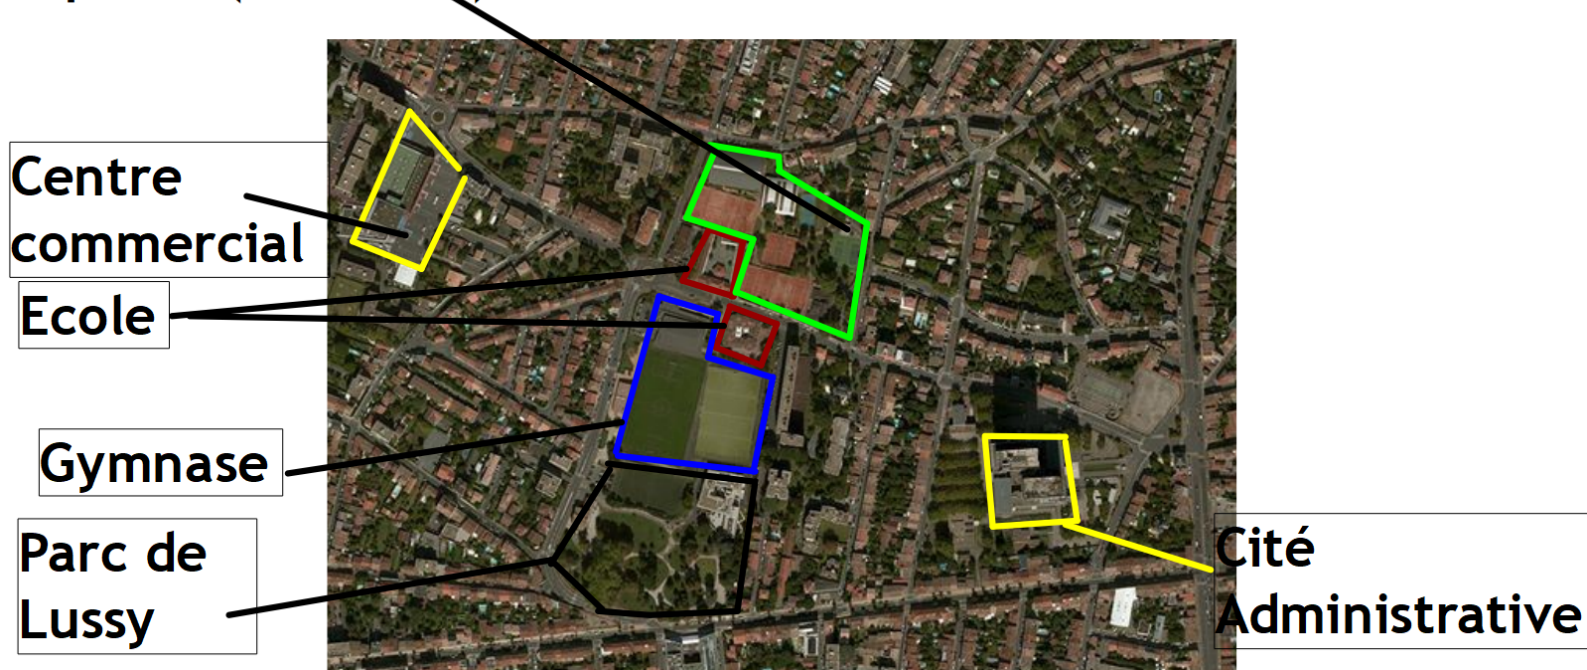 Centre
commercial
Ecole
Gymnase
Parc de
Lussy
Cité
Administrative